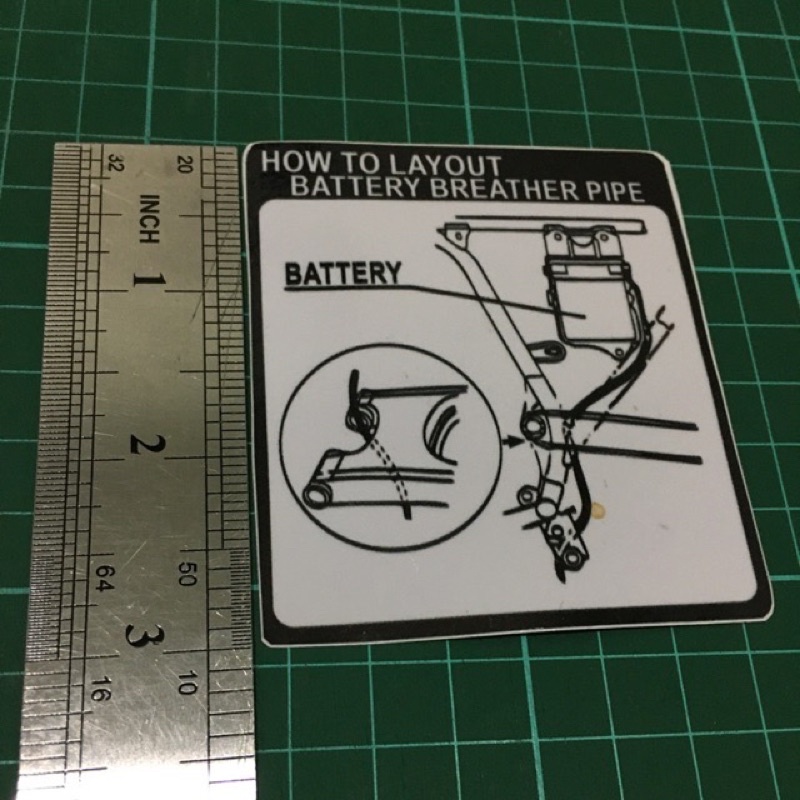 HOW TO LAYOUT
BATTERY BREATHER PIPE
BATTERY
32
20
INCH
1
2
64
50
3
16
10